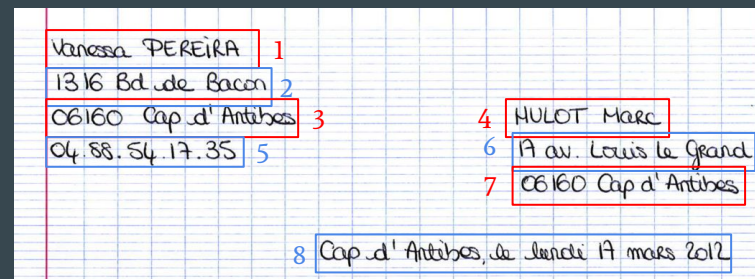 Vanessa PEREIRA 1
1316 Bd de Bacon 2
06160 Cap d'Antibes 3
4 MULOT Marc
04.88.54.17.35 5
6 17 av. Louis le Grand
7 06160 Cap d'Antibes
8 Cap d'Antibes, le lundi 17 mars 2012